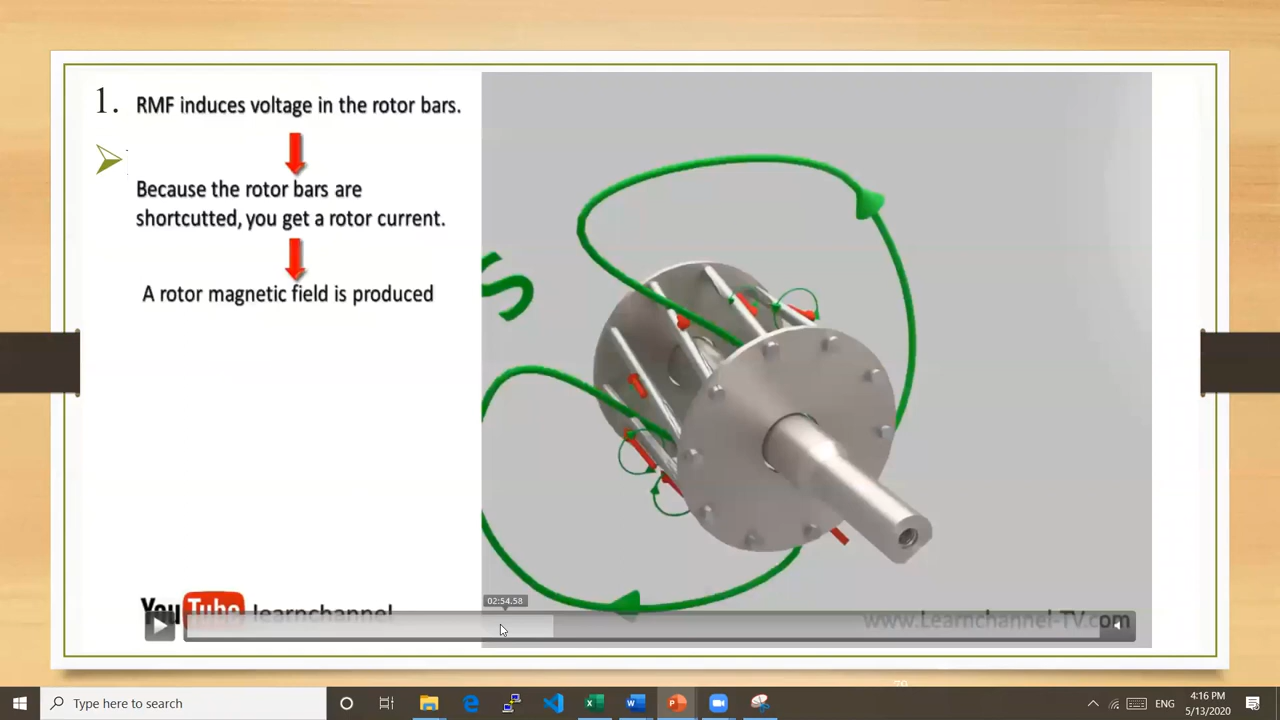 1. RMF induces voltage in the rotor bars.
Because the rotor bars are
shortcutted, you get a rotor current.
A rotor magnetic field is produced
S
YouTube learnchannel
www.Learnchannel-TV.com
02:54.58
Type here to search
ENG
4:16 PM
5/13/2020